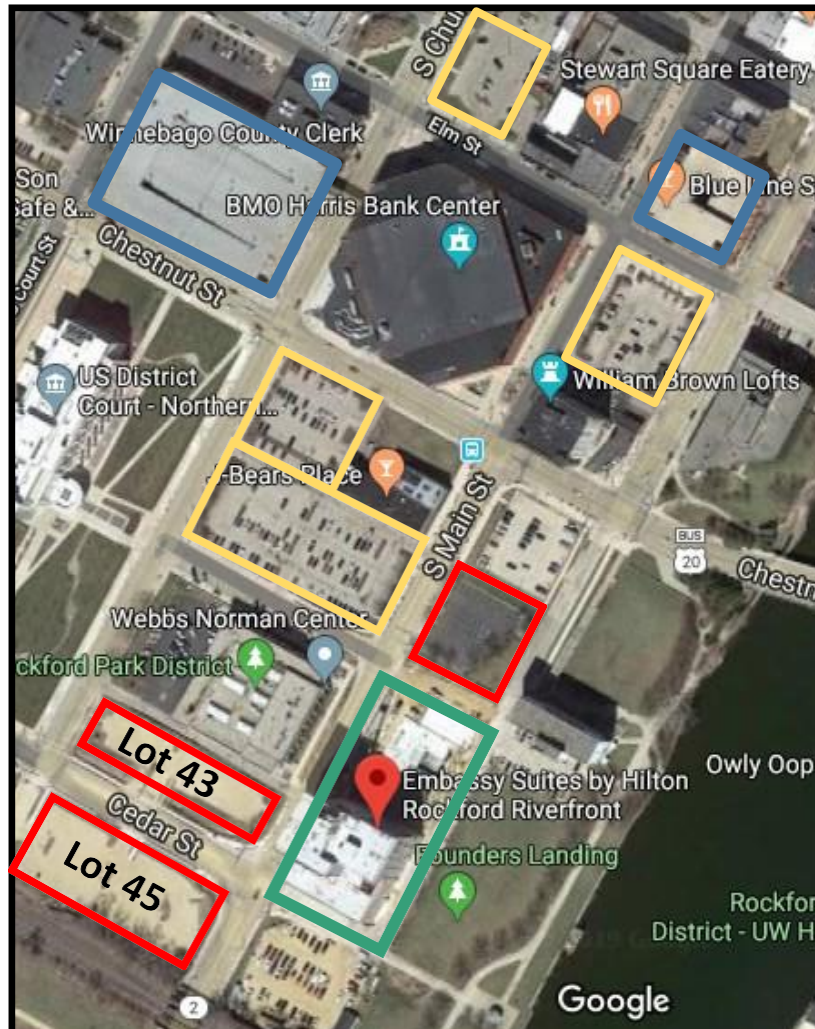 S Chu
Stewart Square Eatery
Elm St
Winnebago County Clerk
Son
Safe &...
BMO Harris Bank Center
Blue Line S
Court St
Chestnut St
US District
Court - Northern...
William Brown Lofts
J-Bears Place
S Main St
BUS
20
Chestn
Webbs Norman Center
ckford Park District
Lot 43
Owly Oop
Embassy Suites by Hilton
Rockford Riverfront
Cedar St
Lot 45
Founders Landing
Rockfor
District - UW H
2
Google